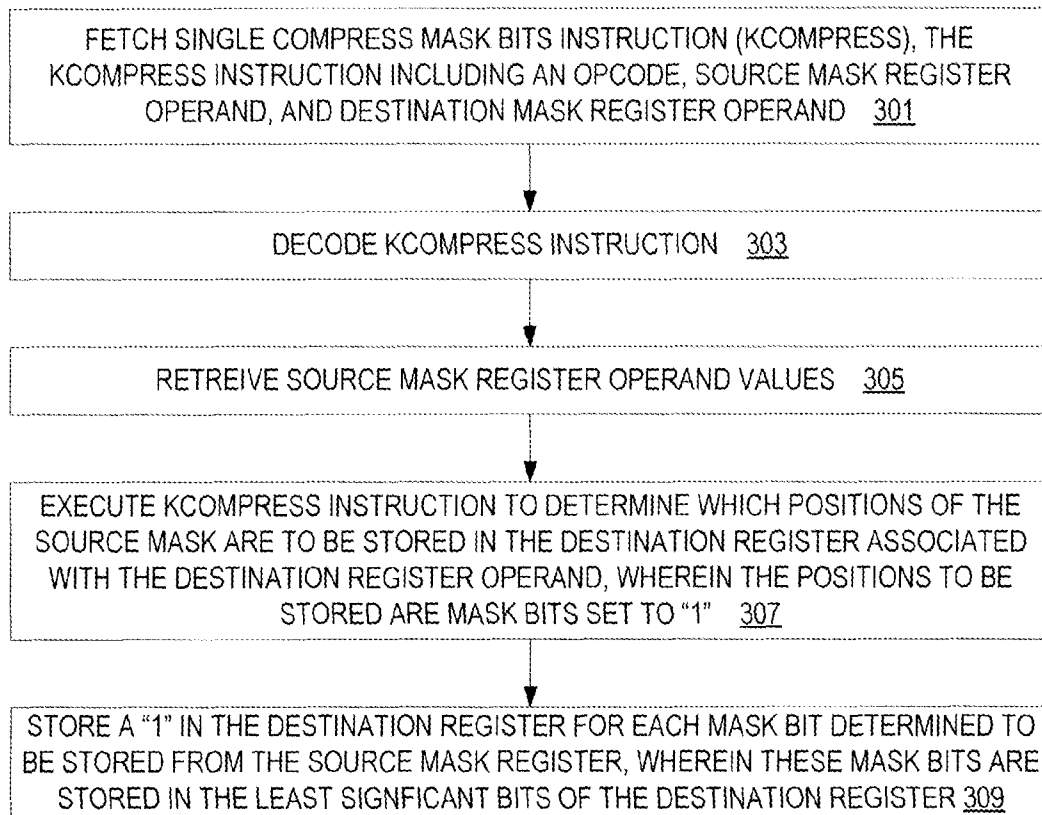 FETCH SINGLE COMPRESS MASK BITS INSTRUCTION (KCOMPRESS), THE
KCOMPRESS INSTRUCTION INCLUDING AN OPCODE, SOURCE MASK REGISTER
OPERAND, AND DESTINATION MASK REGISTER OPERAND 301
DECODE KCOMPRESS INSTRUCTION 303
RETREIVE SOURCE MASK REGISTER OPERAND VALUES 305
EXECUTE KCOMPRESS INSTRUCTION TO DETERMINE WHICH POSITIONS OF THE
SOURCE MASK ARE TO BE STORED IN THE DESTINATION REGISTER ASSOCIATED
WITH THE DESTINATION REGISTER OPERAND, WHEREIN THE POSITIONS TO BE
STORED ARE MASK BITS SET TO “1” 307
STORE A “1” IN THE DESTINATION REGISTER FOR EACH MASK BIT DETERMINED TO
BE STORED FROM THE SOURCE MASK REGISTER, WHEREIN THESE MASK BITS ARE
STORED IN THE LEAST SIGNFICANT BITS OF THE DESTINATION REGISTER 309